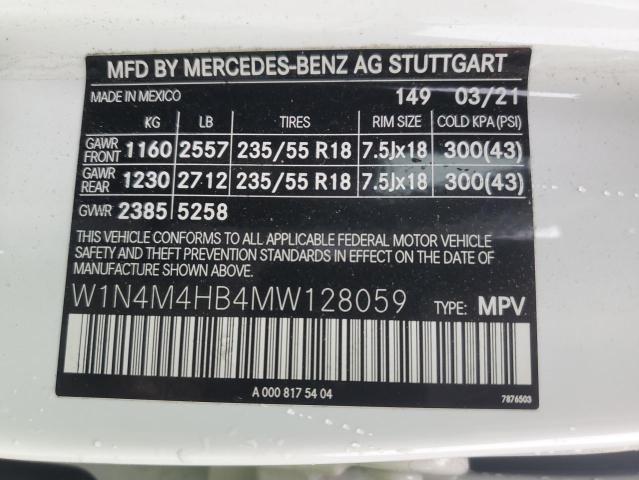 MFD BY MERCEDES-BENZ AG STUTTGART
MADE IN MEXICO 149 03/21
KG LB TIRES RIM SIZE COLD KPA(PSI)
GAWR FRONT 1160 2557 235/55 R18 7.5Jx18 300(43)
GAWR REAR 1230 2712 235/55 R18 7.5Jx18 300(43)
GVWR 2385 5258
THIS VEHICLE CONFORMS TO ALL APPLICABLE FEDERAL MOTOR VEHICLE
SAFETY AND THEFT PREVENTION STANDARDS IN EFFECT ON THE DATE OF
MANUFACTURE SHOWN ABOVE.
W1N4M4HB4MW128059 TYPE: MPV
A 000 817 54 04 7876503